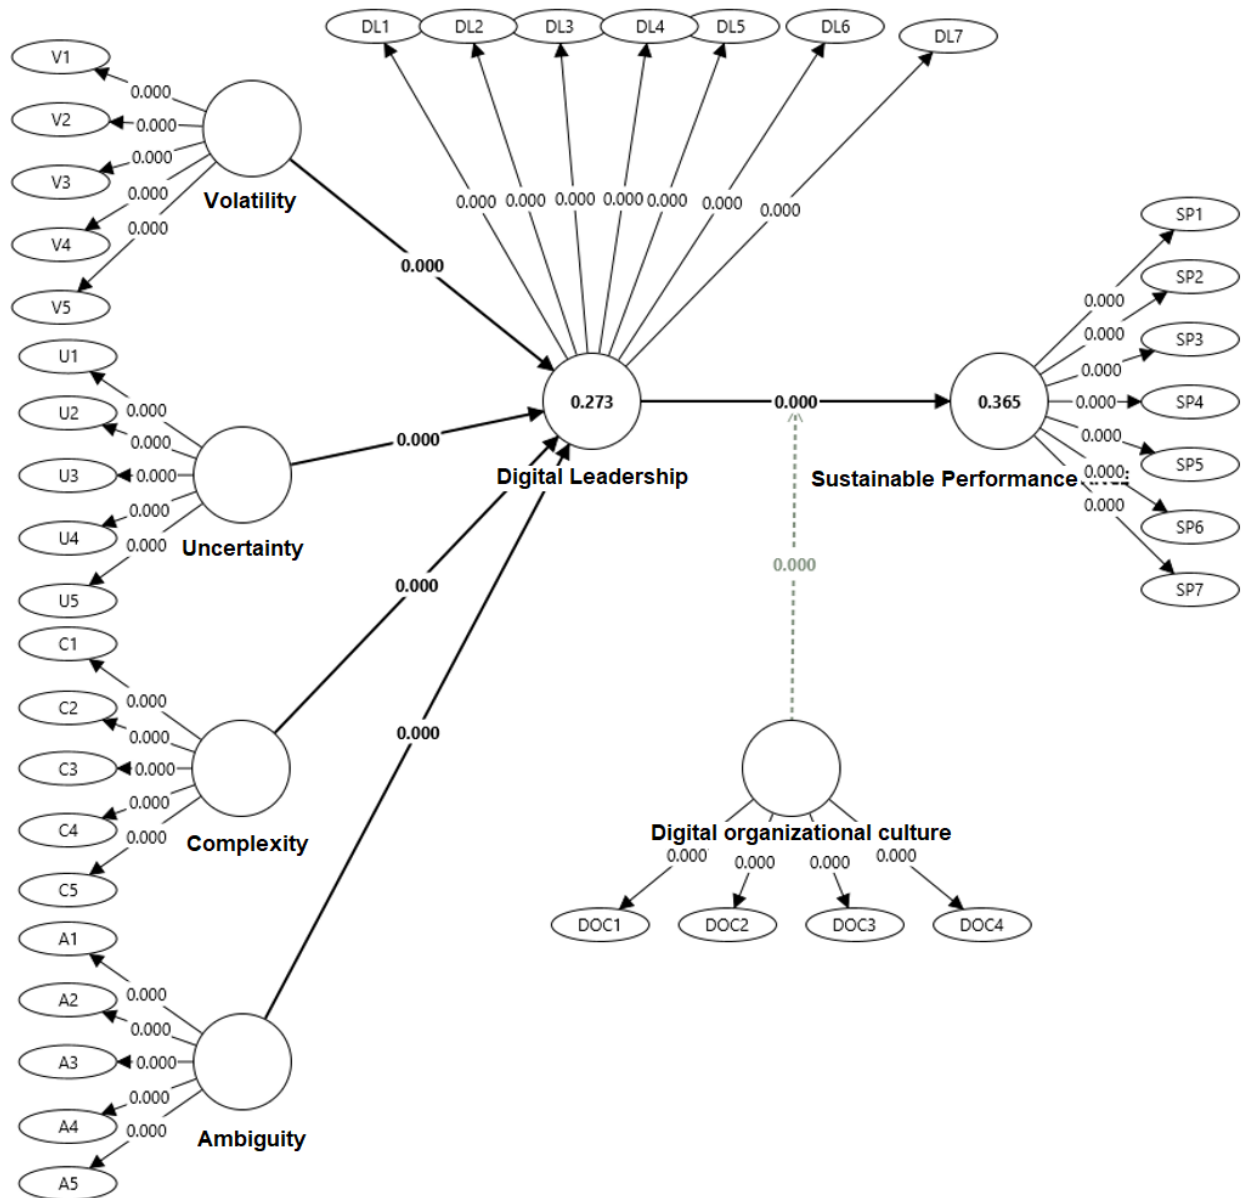 DL1
DL2
DL3
DL4
DL5
DL6
DL7
0.000
0.000
0.000
0.000
0.000
0.000
0.000
V1
V2
V3
V4
V5
0.000
0.000
0.000
0.000
0.000
Volatility
0.000
U1
U2
U3
U4
U5
0.000
0.000
0.000
0.000
0.000
Uncertainty
0.000
C1
C2
C3
C4
C5
0.000
0.000
0.000
0.000
0.000
Complexity
0.000
A1
A2
A3
A4
A5
0.000
0.000
0.000
0.000
0.000
Ambiguity
0.000
0.273
Digital Leadership
0.000
0.365
Sustainable Performance
SP1
SP2
SP3
SP4
SP5
SP6
SP7
0.000
0.000
0.000
0.000
0.000
0.000
0.000
0.000
Digital organizational culture
0.000
0.000
0.000
0.000
DOC1
DOC2
DOC3
DOC4